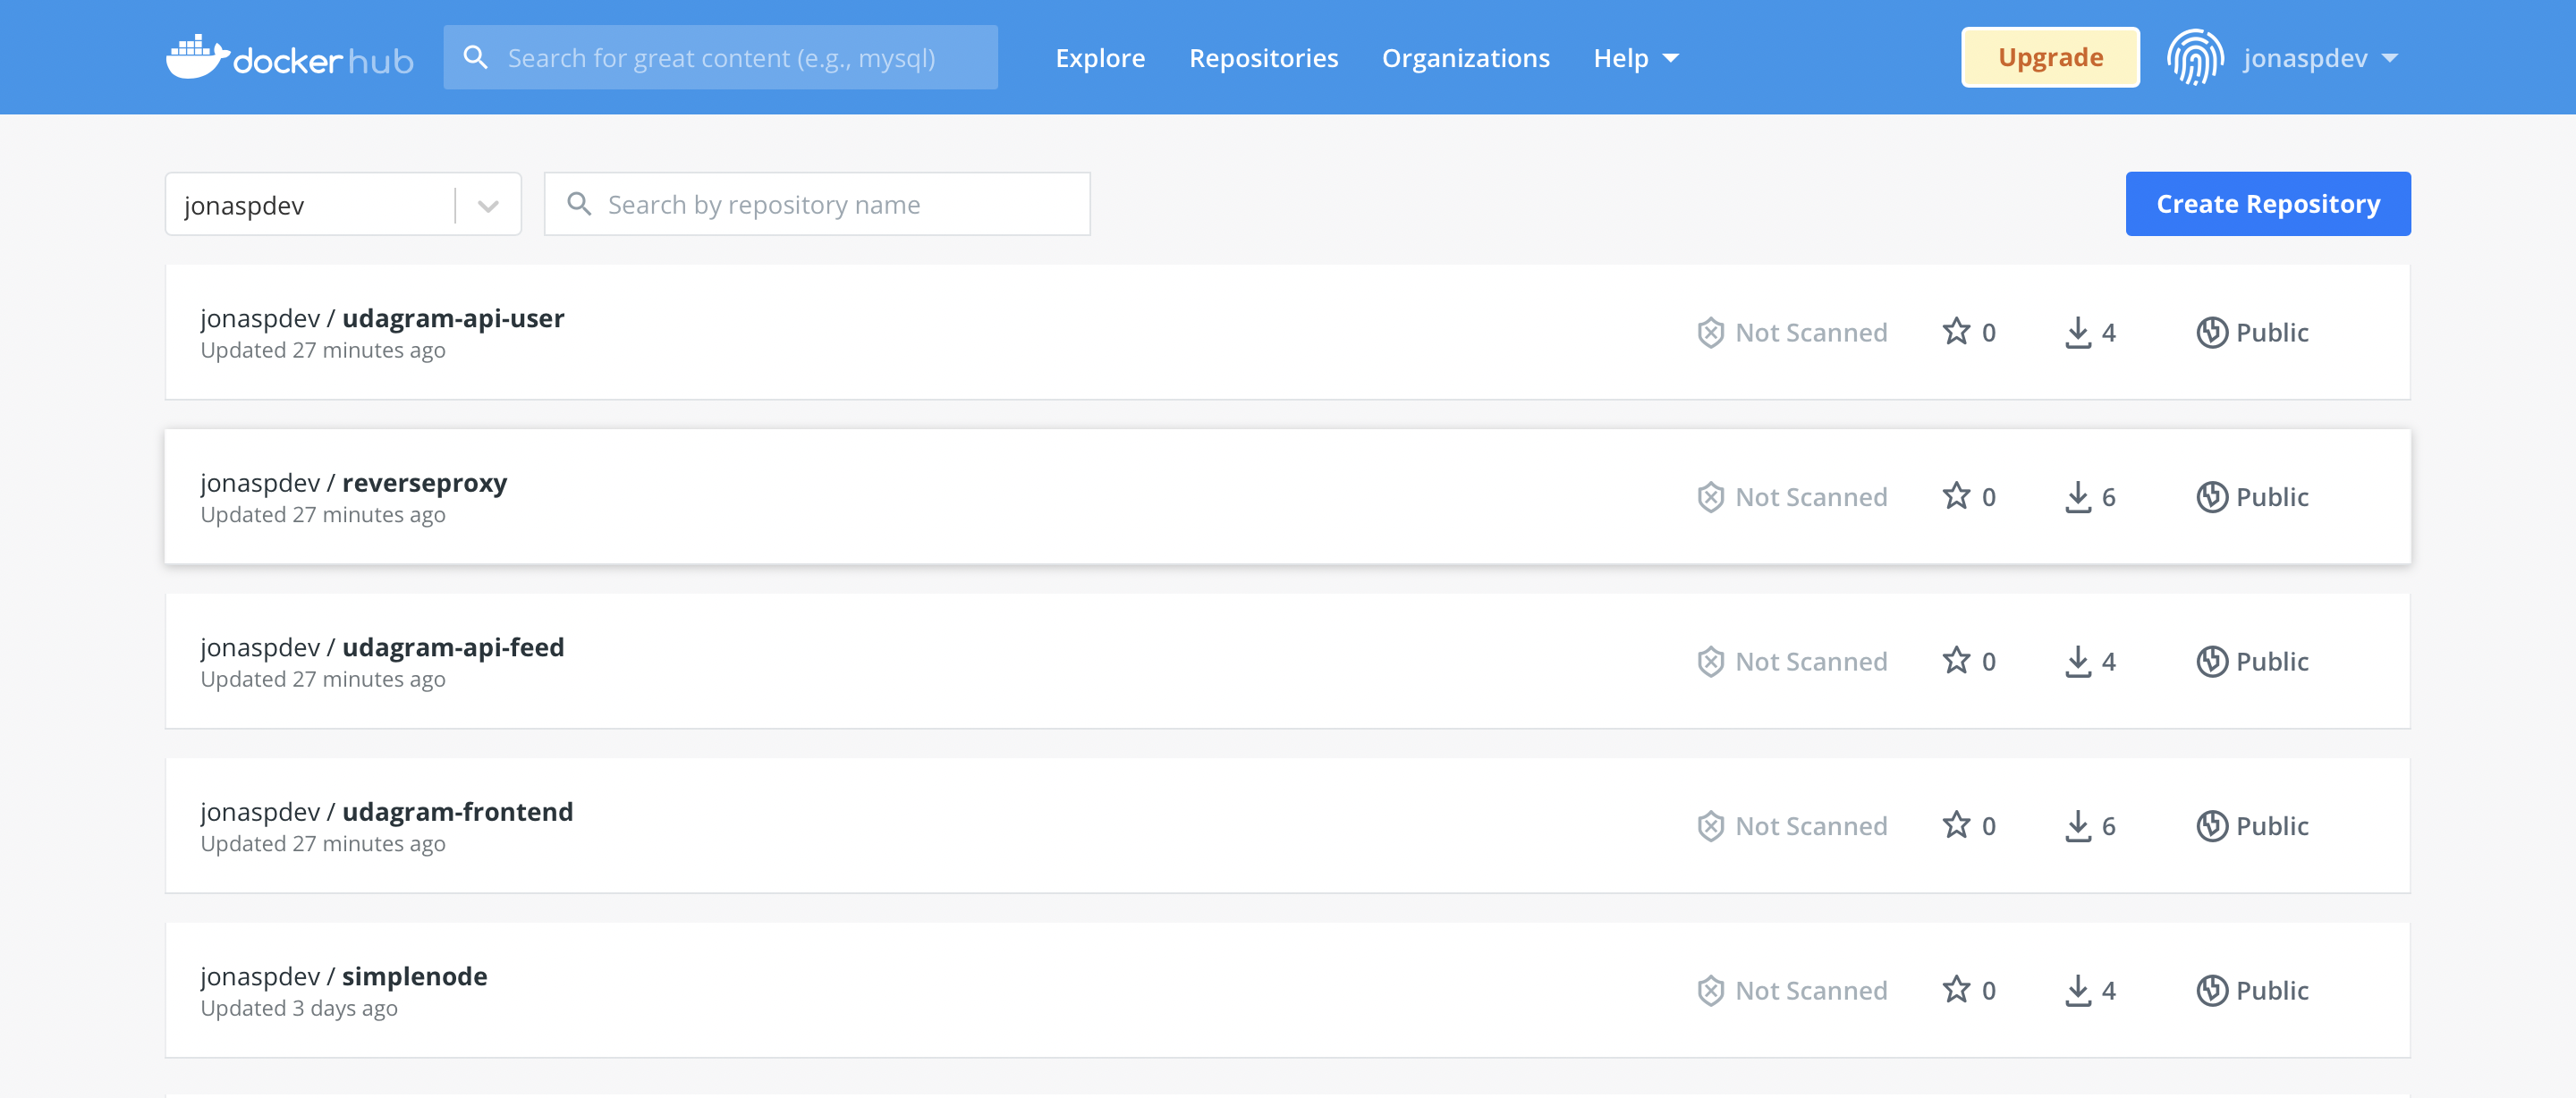 docker hub Search for great content (e.g., mysql) Explore Repositories Organizations Help Upgrade jonaspdev
jonaspdev Search by repository name Create Repository
jonaspdev / udagram-api-user Not Scanned 0 4 Public
Updated 27 minutes ago
jonaspdev / reverseproxy Not Scanned 0 6 Public
Updated 27 minutes ago
jonaspdev / udagram-api-feed Not Scanned 0 4 Public
Updated 27 minutes ago
jonaspdev / udagram-frontend Not Scanned 0 6 Public
Updated 27 minutes ago
jonaspdev / simplenode Not Scanned 0 4 Public
Updated 3 days ago